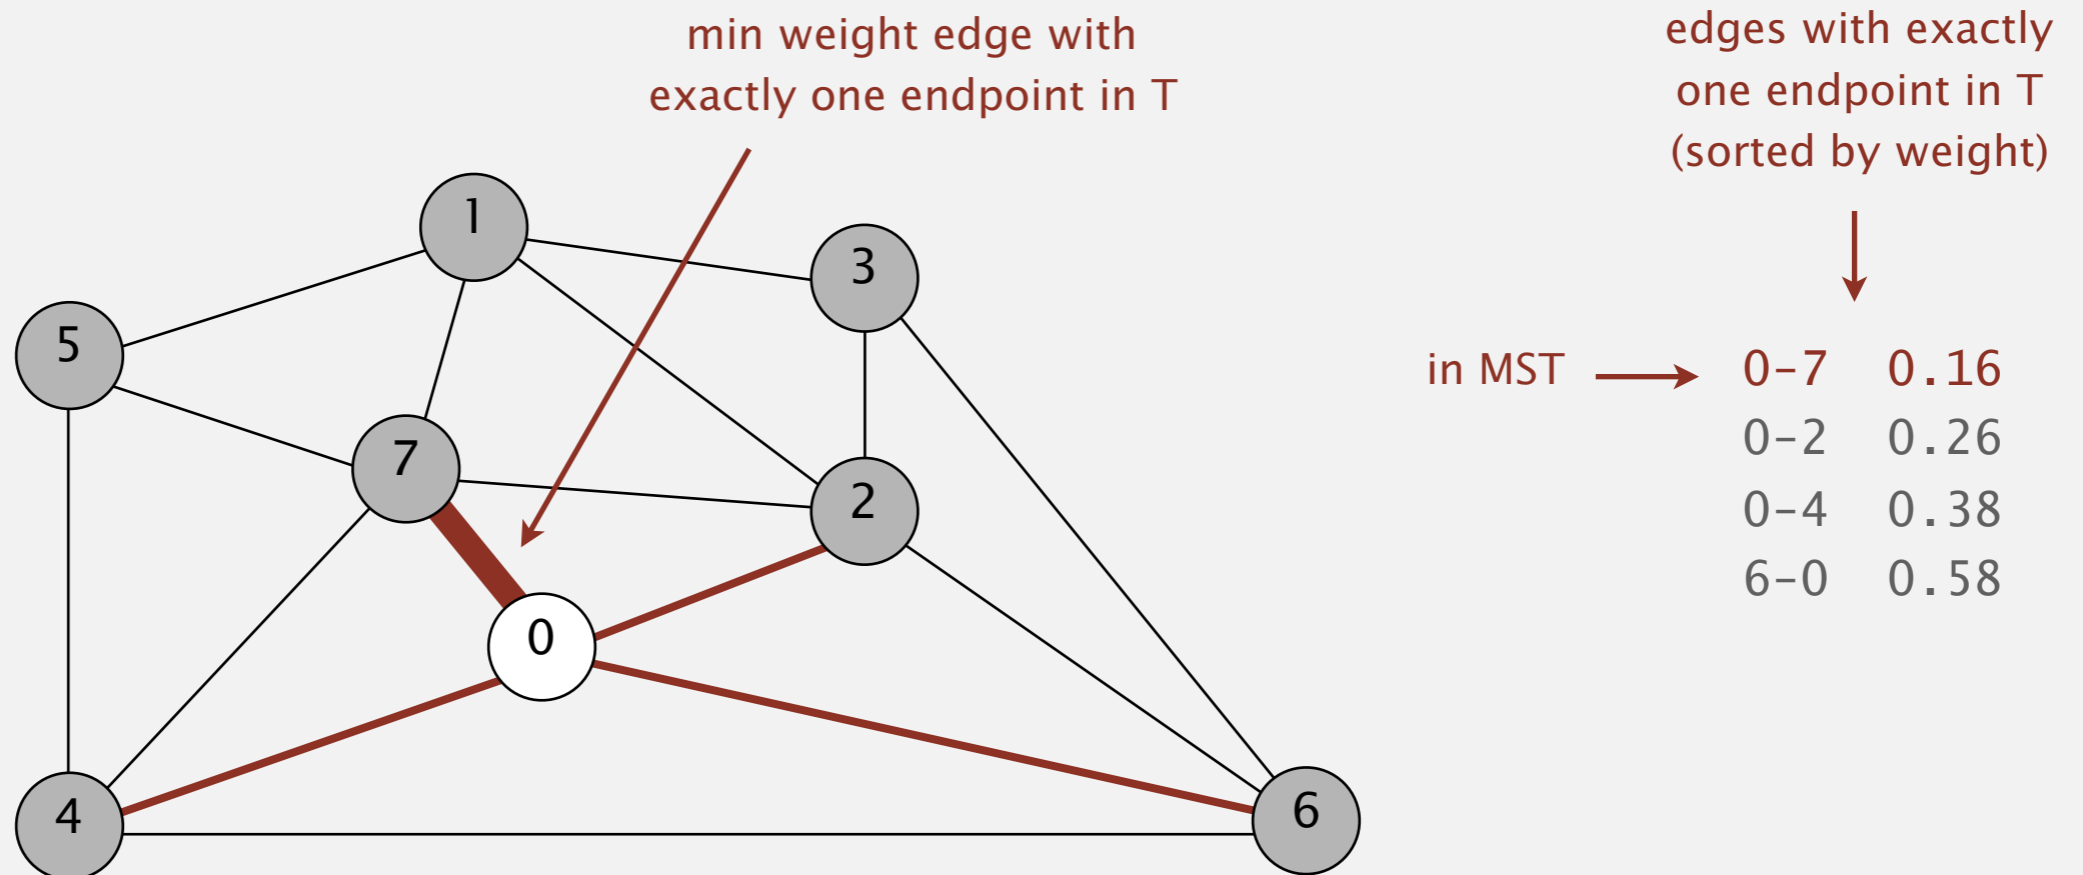 min weight edge with
exactly one endpoint in T
edges with exactly
one endpoint in T
(sorted by weight)
1
3
5
7
2
0
4
6
in MST
0-7 0.16
0-2 0.26
0-4 0.38
6-0 0.58